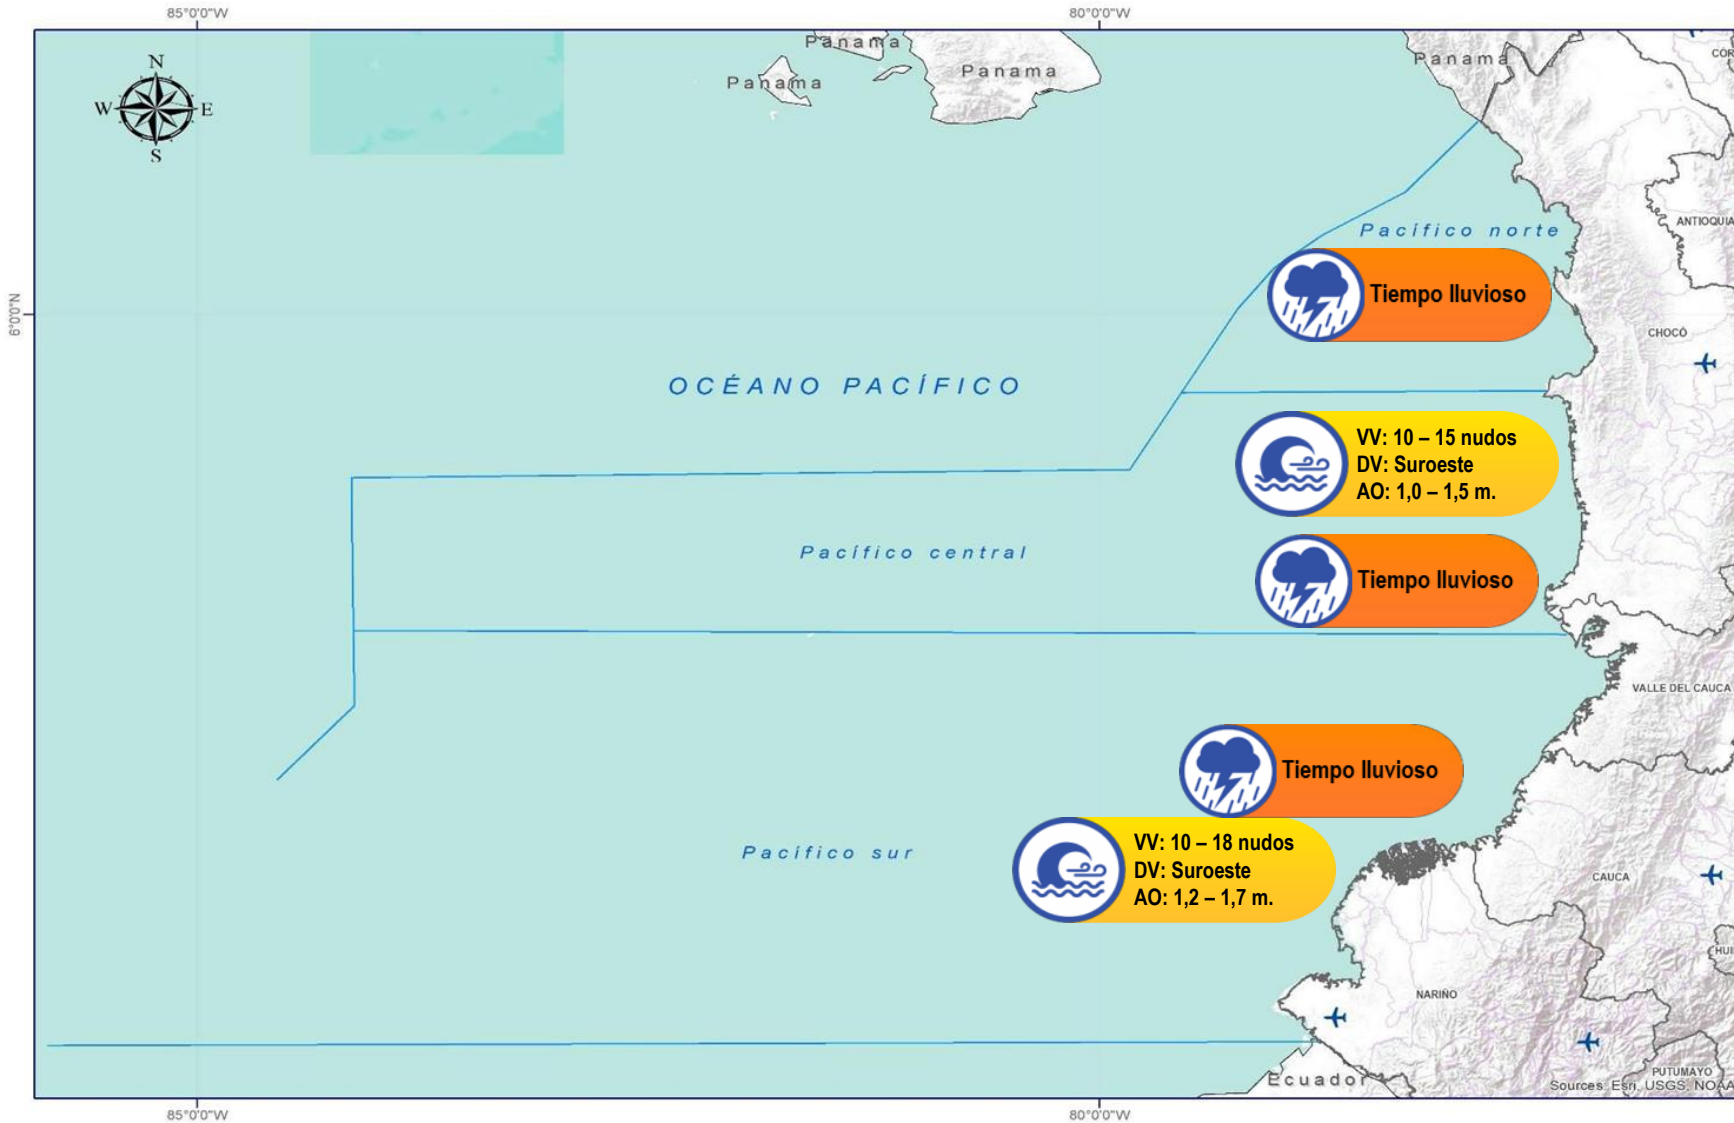 85°0'0"W
80°0'0"W
N
W
E
S
Panama
Panama
Panama
Panama
CÓR
ANTIOQUIA
Pacífico norte
Tiempo lluvioso
6°0'0"N
CHOCÓ
OCÉANO PACÍFICO
VV: 10 – 15 nudos
DV: Suroeste
AO: 1,0 – 1,5 m.
Pacífico central
Tiempo lluvioso
VALLE DEL CAUCA
Tiempo lluvioso
Pacífico sur
VV: 10 – 18 nudos
DV: Suroeste
AO: 1,2 – 1,7 m.
CAUCA
HUI
NARIÑO
Ecuador
PUTUMAYO
Sources: Esri, USGS, NOAA
85°0'0"W
80°0'0"W